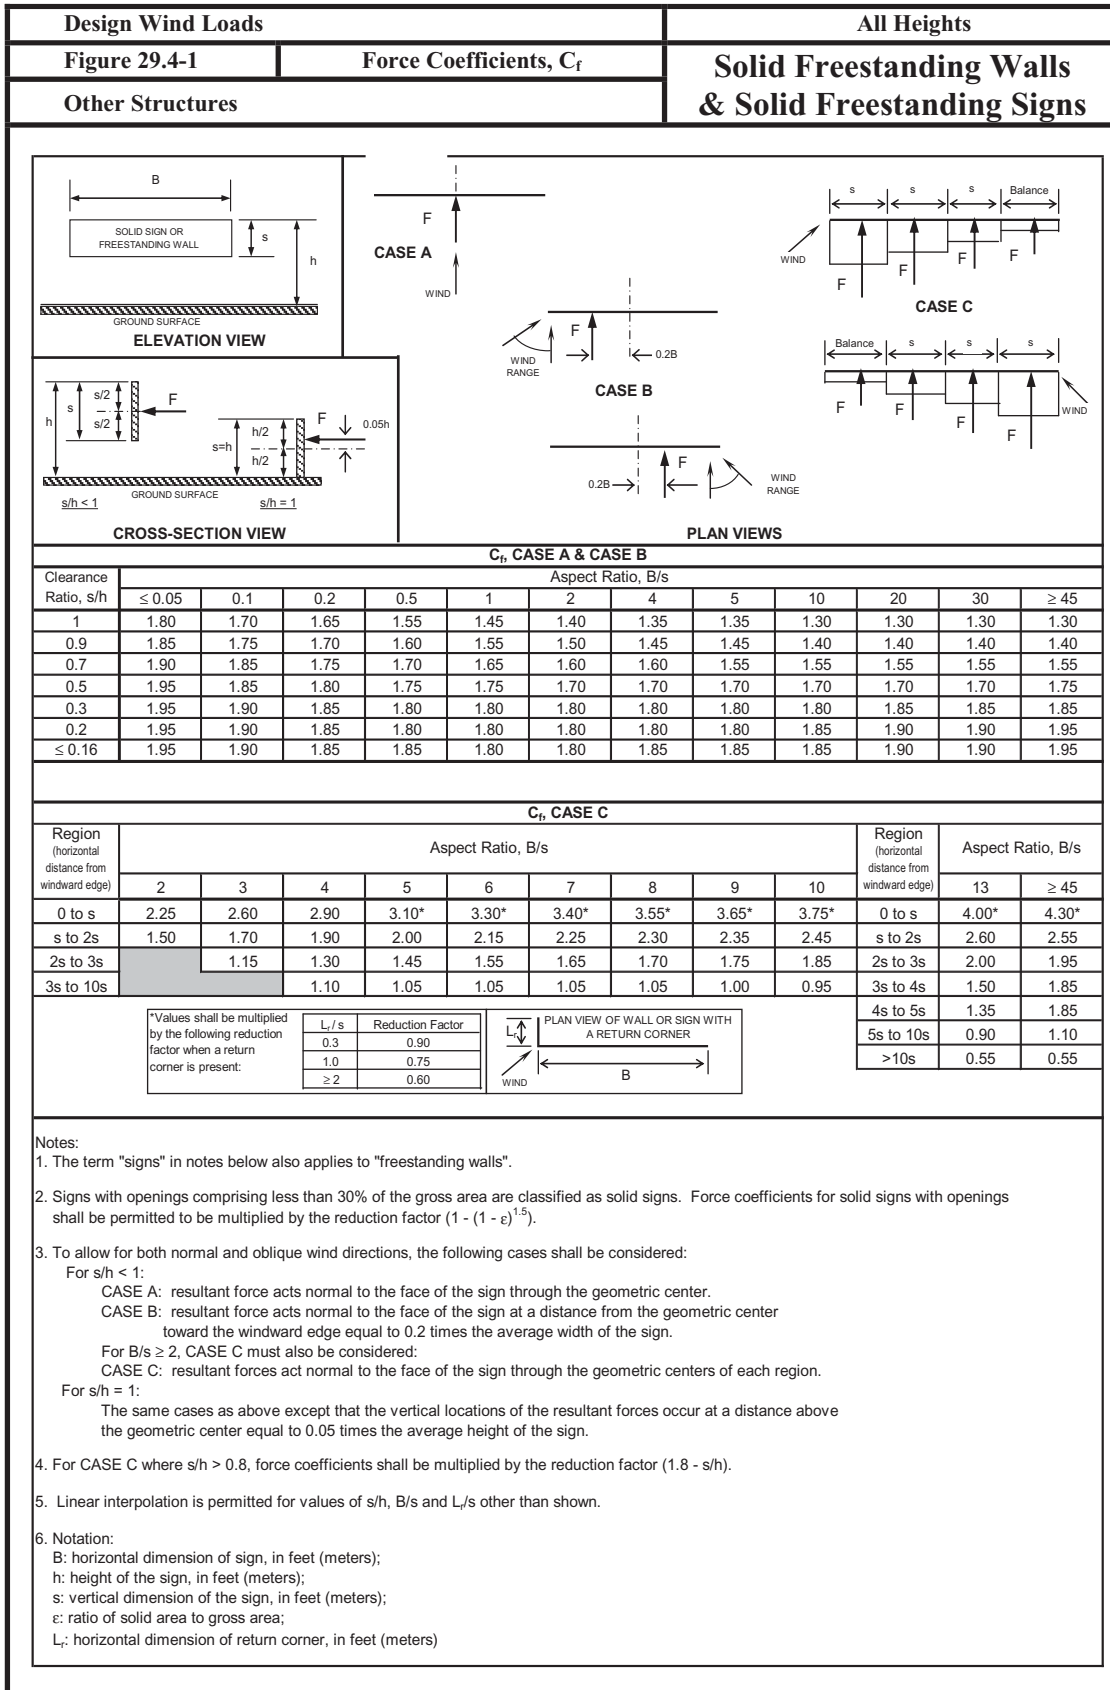 Design Wind Loads
All Heights
Figure 29.4-1
Force Coefficients, Cf
Solid Freestanding Walls
& Solid Freestanding Signs
Other Structures
B
SOLID SIGN OR
FREESTANDING WALL
s
h
GROUND SURFACE
ELEVATION VIEW
F
CASE A
WIND
F
WIND
RANGE
0.2B
CASE B
F
0.2B
WIND
RANGE
s s s Balance
WIND
F F F F
CASE C
Balance s s s
F F F F
WIND
h s s/2 s/2 F
s=h h/2 h/2 F 0.05h
GROUND SURFACE
s/h < 1 s/h = 1
CROSS-SECTION VIEW
PLAN VIEWS
Cf, CASE A & CASE B
Clearance Aspect Ratio, B/s
Ratio, s/h ≤ 0.05 0.1 0.2 0.5 1 2 4 5 10 20 30 ≥ 45
1 1.80 1.70 1.65 1.55 1.45 1.40 1.35 1.35 1.30 1.30 1.30 1.30
0.9 1.85 1.75 1.70 1.60 1.55 1.50 1.45 1.45 1.40 1.40 1.40 1.40
0.7 1.90 1.85 1.75 1.70 1.65 1.60 1.60 1.55 1.55 1.55 1.55 1.55
0.5 1.95 1.85 1.80 1.75 1.75 1.70 1.70 1.70 1.70 1.70 1.70 1.75
0.3 1.95 1.90 1.85 1.80 1.80 1.80 1.80 1.80 1.80 1.85 1.85 1.85
0.2 1.95 1.90 1.85 1.80 1.80 1.80 1.80 1.80 1.85 1.90 1.90 1.95
≤ 0.16 1.95 1.90 1.85 1.85 1.80 1.80 1.85 1.85 1.85 1.90 1.90 1.95
Cf, CASE C
Region
(horizontal
distance from
windward edge)
Aspect Ratio, B/s
2 3 4 5 6 7 8 9 10
Region
(horizontal
distance from
windward edge)
Aspect Ratio, B/s
13 ≥ 45
0 to s 2.25 2.60 2.90 3.10* 3.30* 3.40* 3.55* 3.65* 3.75* 0 to s 4.00* 4.30*
s to 2s 1.50 1.70 1.90 2.00 2.15 2.25 2.30 2.35 2.45 s to 2s 2.60 2.55
2s to 3s 1.15 1.30 1.45 1.55 1.65 1.70 1.75 1.85 2s to 3s 2.00 1.95
3s to 10s 1.10 1.05 1.05 1.05 1.05 1.00 0.95 3s to 4s 1.50 1.85
4s to 5s 1.35 1.85
5s to 10s 0.90 1.10
>10s 0.55 0.55
*Values shall be multiplied
by the following reduction
factor when a return
corner is present:
Lr / s Reduction Factor
0.3 0.90
1.0 0.75
≥ 2 0.60
PLAN VIEW OF WALL OR SIGN WITH
A RETURN CORNER
Lr
WIND
B
Notes:
1. The term "signs" in notes below also applies to "freestanding walls".
2. Signs with openings comprising less than 30% of the gross area are classified as solid signs. Force coefficients for solid signs with openings
shall be permitted to be multiplied by the reduction factor (1 - (1 - ε)^1.5).
3. To allow for both normal and oblique wind directions, the following cases shall be considered:
For s/h < 1:
CASE A: resultant force acts normal to the face of the sign through the geometric center.
CASE B: resultant force acts normal to the face of the sign at a distance from the geometric center
toward the windward edge equal to 0.2 times the average width of the sign.
For B/s ≥ 2, CASE C must also be considered:
CASE C: resultant forces act normal to the face of the sign through the geometric centers of each region.
For s/h = 1:
The same cases as above except that the vertical locations of the resultant forces occur at a distance above
the geometric center equal to 0.05 times the average height of the sign.
4. For CASE C where s/h > 0.8, force coefficients shall be multiplied by the reduction factor (1.8 - s/h).
5. Linear interpolation is permitted for values of s/h, B/s and Lr/s other than shown.
6. Notation:
B: horizontal dimension of sign, in feet (meters);
h: height of the sign, in feet (meters);
s: vertical dimension of the sign, in feet (meters);
ε: ratio of solid area to gross area;
Lr: horizontal dimension of return corner, in feet (meters)